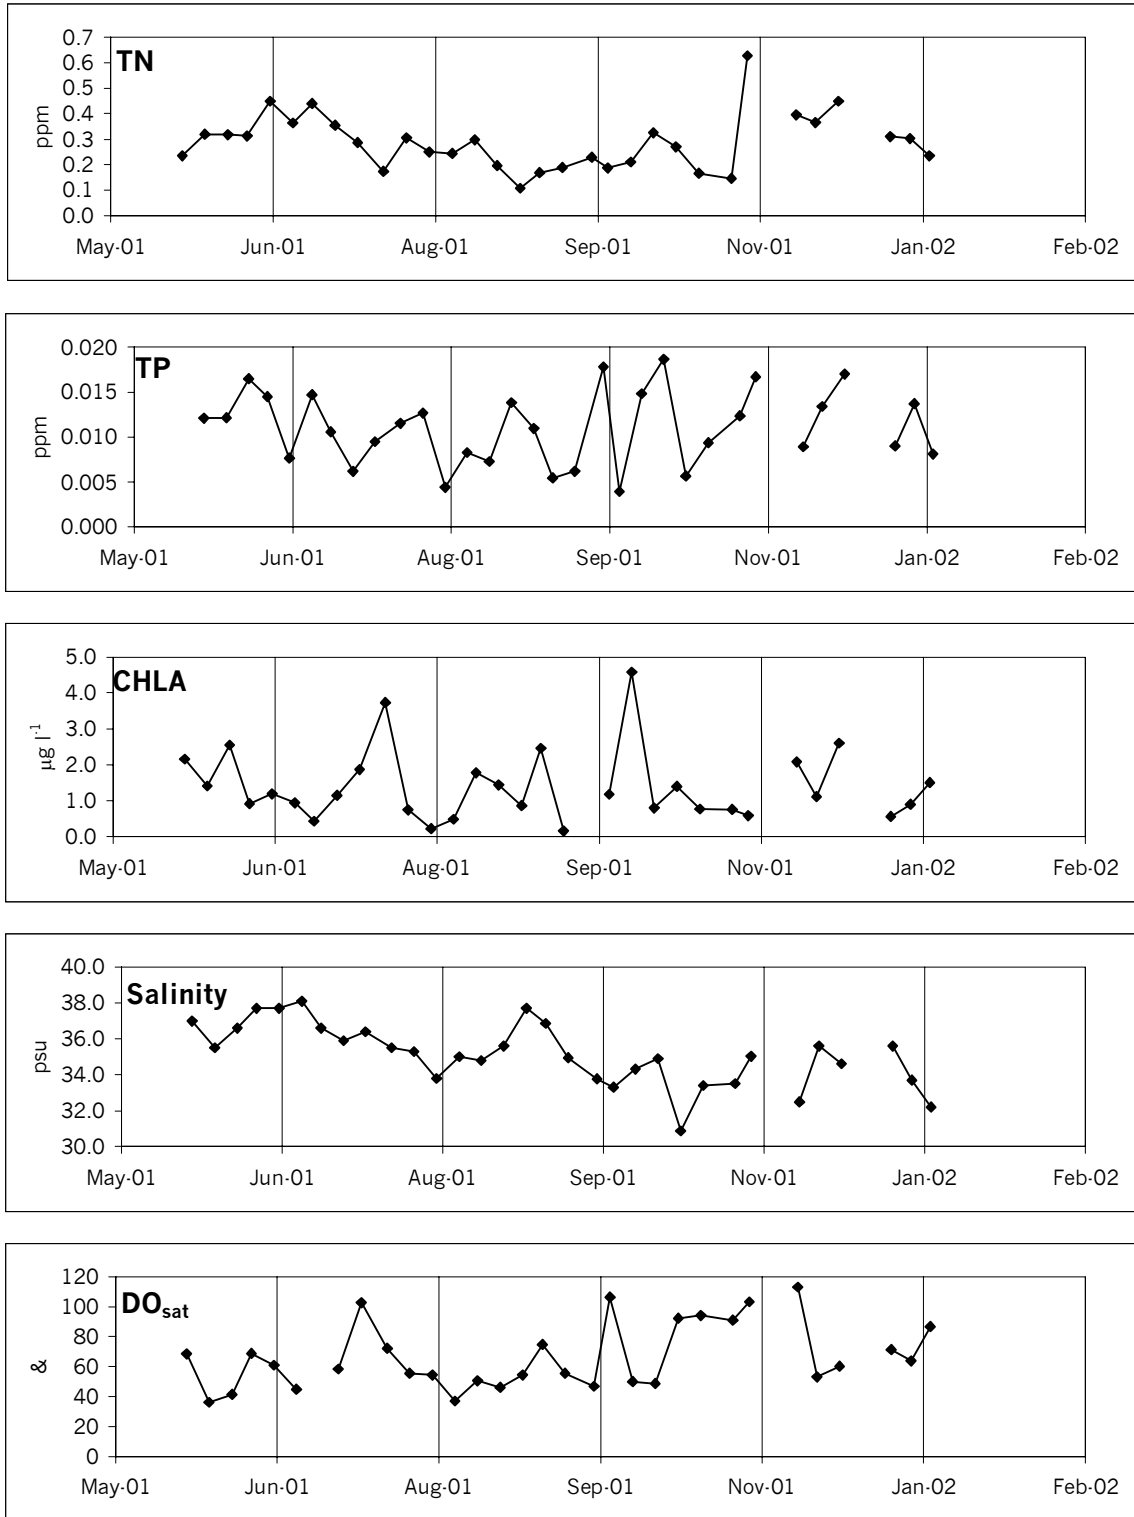 TN
ppm
0.7
0.6
0.5
0.4
0.3
0.2
0.1
0.0
May-01 Jun-01 Aug-01 Sep-01 Nov-01 Jan-02 Feb-02
TP
ppm
0.020
0.015
0.010
0.005
0.000
May-01 Jun-01 Aug-01 Sep-01 Nov-01 Jan-02 Feb-02
CHLA
µg l-1
5.0
4.0
3.0
2.0
1.0
0.0
May-01 Jun-01 Aug-01 Sep-01 Nov-01 Jan-02 Feb-02
Salinity
psu
40.0
38.0
36.0
34.0
32.0
30.0
May-01 Jun-01 Aug-01 Sep-01 Nov-01 Jan-02 Feb-02
DOsat
&
120
100
80
60
40
20
0
May-01 Jun-01 Aug-01 Sep-01 Nov-01 Jan-02 Feb-02